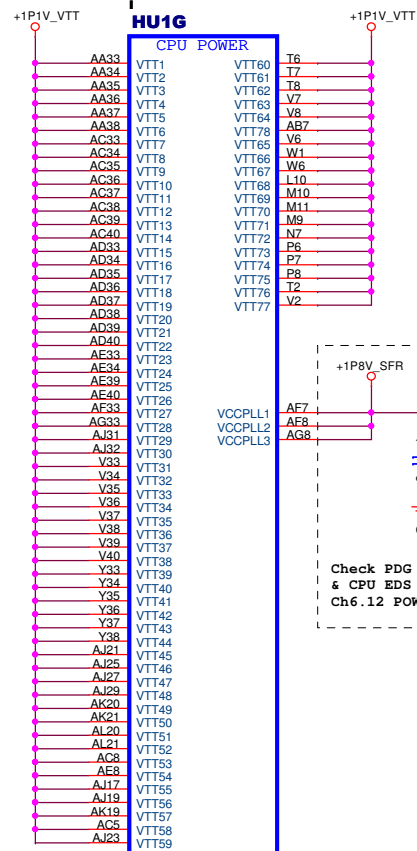 +1P1V_VTT
HU1G
+1P1V_VTT
CPU POWER
AA33 VTT1 VTT60 T6
AA34 VTT2 VTT61 T7
AA35 VTT3 VTT62 T8
AA36 VTT4 VTT63 V7
AA37 VTT5 VTT64 V8
AA38 VTT6 VTT78 AB7
AC33 VTT7 VTT65 V6
AC34 VTT8 VTT66 W1
AC35 VTT9 VTT67 W6
AC36 VTT10 VTT68 L10
AC37 VTT11 VTT69 M10
AC38 VTT12 VTT70 M11
AC39 VTT13 VTT71 M9
AC40 VTT14 VTT72 N7
AD33 VTT15 VTT73 P6
AD34 VTT16 VTT74 P7
AD35 VTT17 VTT75 P8
AD36 VTT18 VTT76 T2
AD37 VTT19 VTT77 V2
AD38 VTT20
AD39 VTT21
AD40 VTT22
AE33 VTT23
AE34 VTT24
AE39 VTT25
AE40 VTT26
AF33 VTT27
AG33 VTT28
AJ31 VTT29
AJ32 VTT30
V33 VTT31
V34 VTT32
V35 VTT33
V36 VTT34
V37 VTT35
V38 VTT36
V39 VTT37
V40 VTT38
Y33 VTT39
Y34 VTT40
Y35 VTT41
Y36 VTT42
Y37 VTT43
Y38 VTT44
AJ21 VTT45
AJ25 VTT46
AJ27 VTT47
AJ29 VTT48
AK20 VTT49
AK21 VTT50
AL20 VTT51
AL21 VTT52
AC8 VTT53
AE8 VTT54
AJ17 VTT55
AJ19 VTT56
AK19 VTT57
AC5 VTT58
AJ23 VTT59
+1P8V_SFR
VCCPLL1 AF7
VCCPLL2 AF8
VCCPLL3 AG8
Check PDG
& CPU EDS
Ch6.12 POW